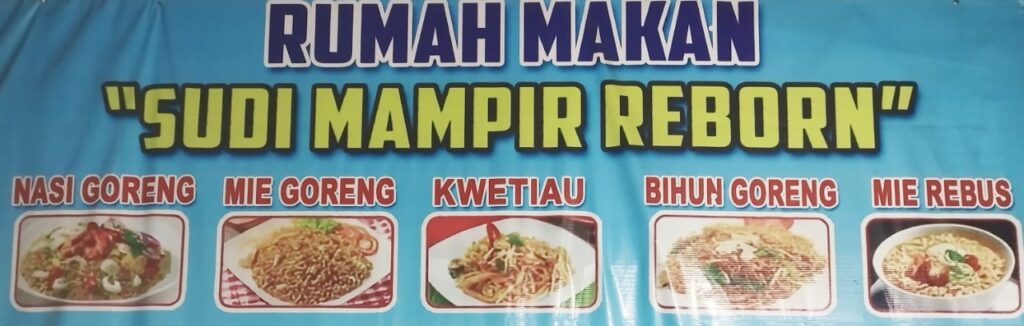 RUMAH MAKAN
"SUDI MAMPIR REBORN"
NASI GORENG MIE GORENG KWETIAU BIHUN GORENG MIE REBUS